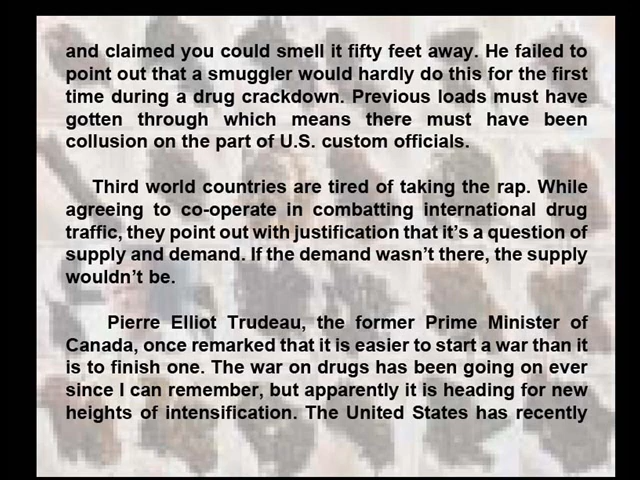 and claimed you could smell it fifty feet away. He failed to
point out that a smuggler would hardly do this for the first
time during a drug crackdown. Previous loads must have
gotten through which means there must have been
collusion on the part of U.S. custom officials.
Third world countries are tired of taking the rap. While
agreeing to co-operate in combatting international drug
traffic, they point out with justification that it's a question of
supply and demand. If the demand wasn't there, the supply
wouldn't be.
Pierre Elliot Trudeau, the former Prime Minister of
Canada, once remarked that it is easier to start a war than it
is to finish one. The war on drugs has been going on ever
since I can remember, but apparently it is heading for new
heights of intensification. The United States has recently